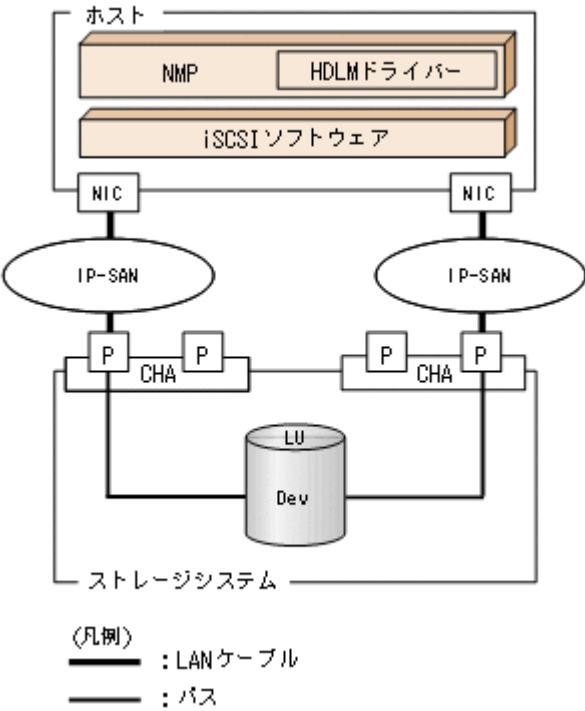 ホスト
NMP
HDLMドライバー
iSCSIソフトウェア
NIC
NIC
IP-SAN
IP-SAN
P
P
P
P
CHA
CHA
LU
Dev
ストレージシステム
(凡例)
:LANケーブル
:パス